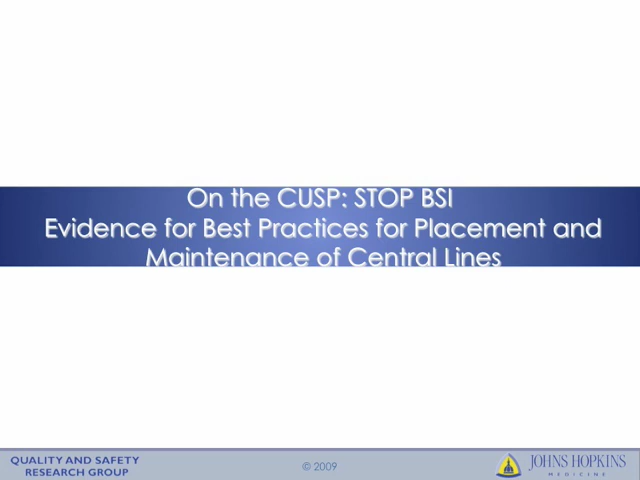 On the CUSP: STOP BSI
Evidence for Best Practices for Placement and
Maintenance of Central Lines
QUALITY AND SAFETY
RESEARCH GROUP
© 2009
JOHNS HOPKINS
MEDICINE